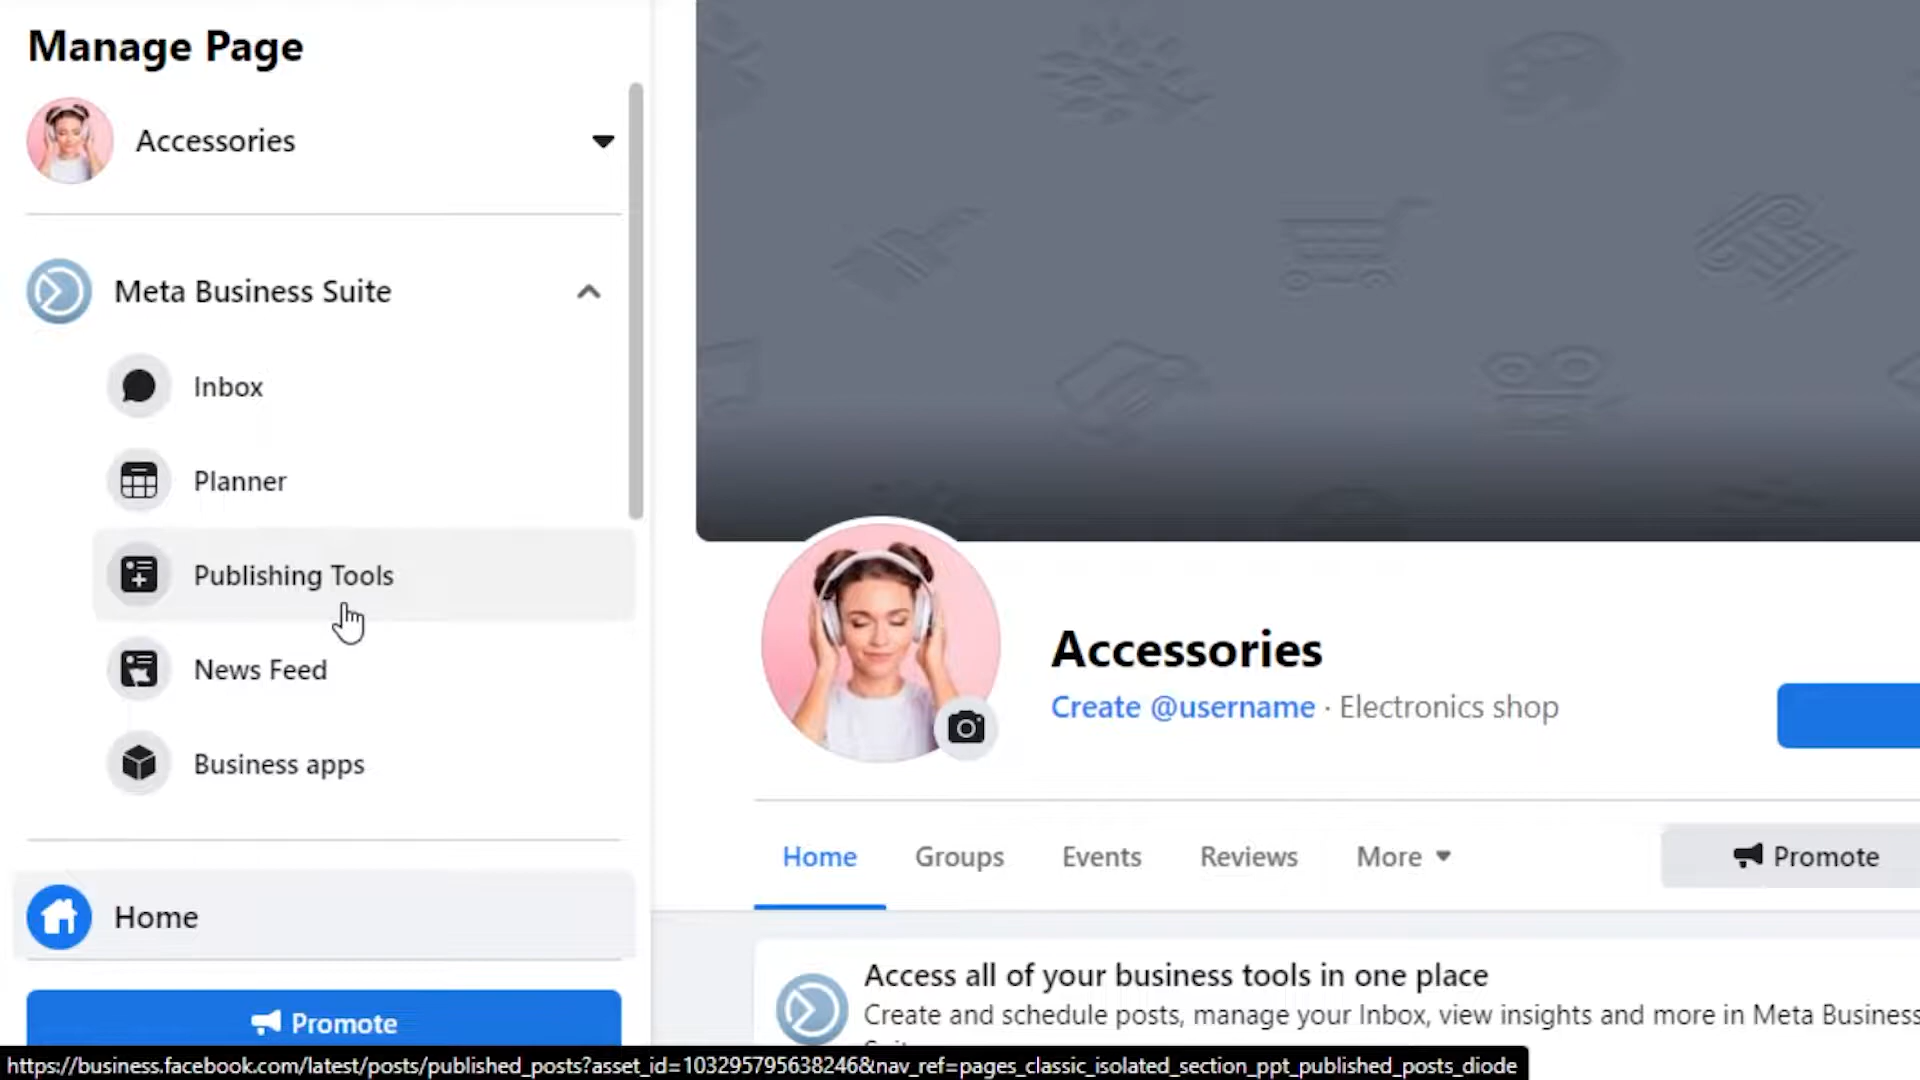 Manage Page
Accessories
Meta Business Suite
Inbox
Planner
Publishing Tools
News Feed
Business apps
Home
Promote
Accessories
Create @username · Electronics shop
Home
Groups
Events
Reviews
More
Promote
Access all of your business tools in one place
Create and schedule posts, manage your Inbox, view insights and more in Meta Business
https://business.facebook.com/latest/posts/published_posts?asset_id=103295795638246&nav_ref=pages_classic_isolated_section_ppt_published_posts_diode